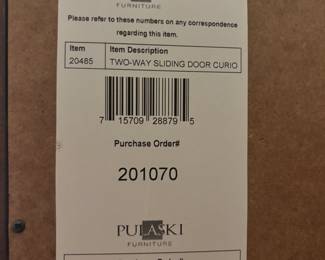 FURNITURE
Please refer to these numbers on any correspondence
regarding this item.
Item Item Description
20485 TWO-WAY SLIDING DOOR CURIO
7 15709 28879 5
Purchase Order#
201070
PULASKI
FURNITURE